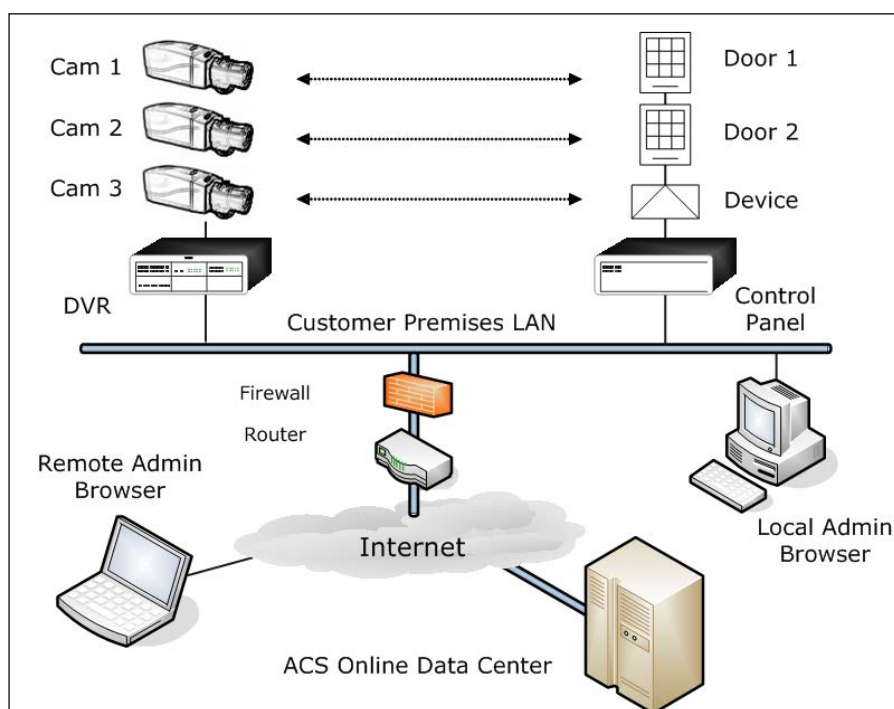 Cam 1
Door 1
Cam 2
Door 2
Cam 3
Device
DVR
Control
Panel
Customer Premises LAN
Firewall
Router
Remote Admin
Browser
Local Admin
Browser
Internet
ACS Online Data Center